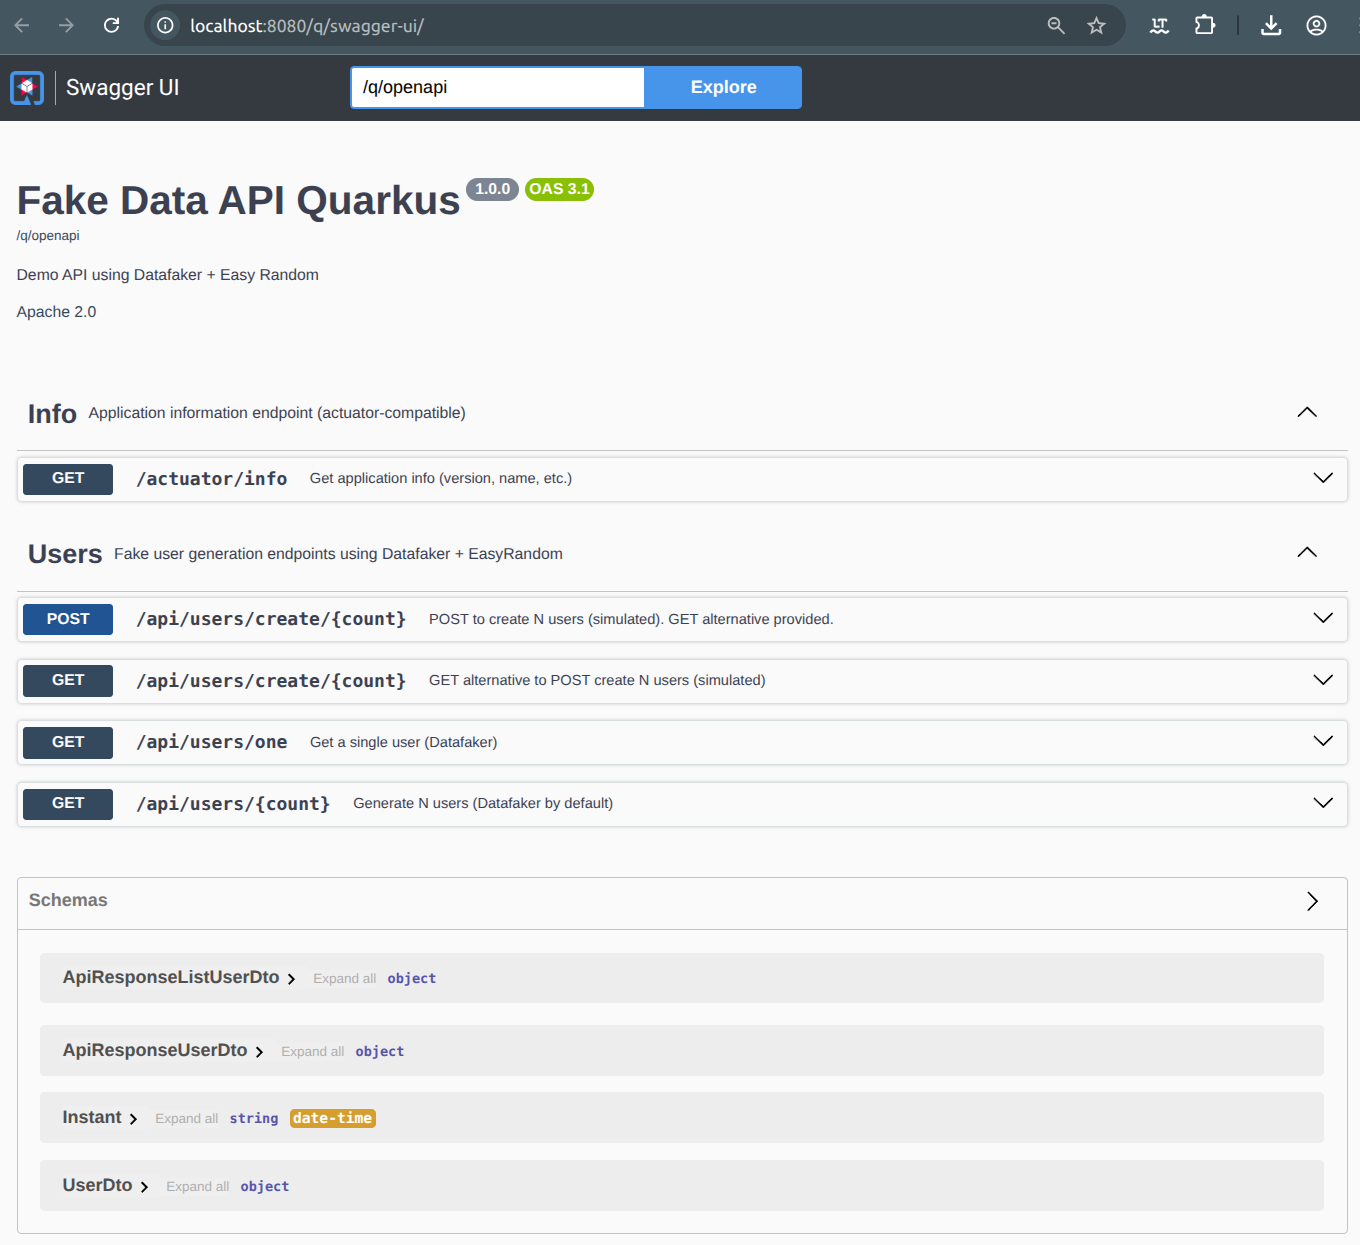 localhost:8080/q/swagger-ui/
Swagger UI
/q/openapi
Explore
Fake Data API Quarkus 1.0.0 OAS 3.1
/q/openapi
Demo API using Datafaker + Easy Random
Apache 2.0
Info Application information endpoint (actuator-compatible)
GET /actuator/info Get application info (version, name, etc.)
Users Fake user generation endpoints using Datafaker + EasyRandom
POST /api/users/create/{count} POST to create N users (simulated). GET alternative provided.
GET /api/users/create/{count} GET alternative to POST create N users (simulated)
GET /api/users/one Get a single user (Datafaker)
GET /api/users/{count} Generate N users (Datafaker by default)
Schemas
ApiResponseListUserDto Expand all object
ApiResponseUserDto Expand all object
Instant Expand all string date-time
UserDto Expand all object